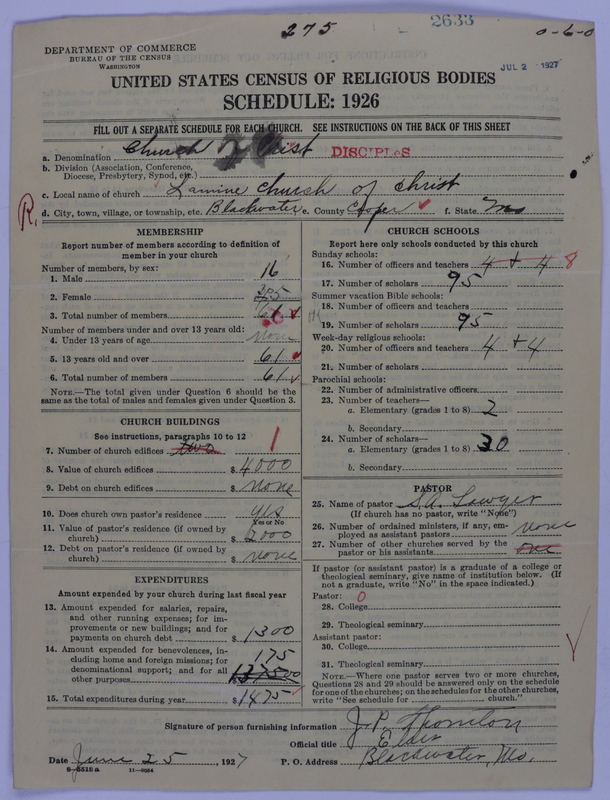 275
2633
0-6-0
DEPARTMENT OF COMMERCE
BUREAU OF THE CENSUS
WASHINGTON
JUL 2 1927
UNITED STATES CENSUS OF RELIGIOUS BODIES
SCHEDULE: 1926
FILL OUT A SEPARATE SCHEDULE FOR EACH CHURCH. SEE INSTRUCTIONS ON THE BACK OF THIS SHEET
a. Denomination Church of Christ DISCIPLES
b. Division (Association, Conference, Diocese, Presbytery, Synod, etc.)
c. Local name of church Lamine Church of Christ
R. d. City, town, village, or township, etc. Blackwater e. County Cooper f. State Mo
MEMBERSHIP
Report number of members according to definition of member in your church
Number of members, by sex:
1. Male 16
2. Female
3. Total number of members 61
Number of members under and over 13 years old:
4. Under 13 years of age none
5. 13 years old and over 61
6. Total number of members 61
NOTE.—The total given under Question 6 should be the same as the total of males and females given under Question 3.
CHURCH BUILDINGS
See instructions, paragraphs 10 to 12
7. Number of church edifices two 1
8. Value of church edifices $ 4000
9. Debt on church edifices $ none
10. Does church own pastor's residence? yes
Yes or No
11. Value of pastor's residence (if owned by church) $ 2000
12. Debt on pastor's residence (if owned by church) $ none
EXPENDITURES
Amount expended by your church during last fiscal year
13. Amount expended for salaries, repairs, and other running expenses; for improvements or new buildings; and for payments on church debt $ 1300
14. Amount expended for benevolences, including home and foreign missions; for denominational support; and for all other purposes $ 175
15. Total expenditures during year $ 1475
CHURCH SCHOOLS
Report here only schools conducted by this church
Sunday schools:
16. Number of officers and teachers 4 + 4 8
17. Number of scholars 95
Summer vacation Bible schools:
18. Number of officers and teachers
19. Number of scholars 95
Week-day religious schools:
20. Number of officers and teachers 4 + 4
21. Number of scholars
Parochial schools:
22. Number of administrative officers
23. Number of teachers—
a. Elementary (grades 1 to 8) 2
b. Secondary
24. Number of scholars—
a. Elementary (grades 1 to 8) 30
b. Secondary
PASTOR
25. Name of pastor S.A. Sawyer
(If church has no pastor, write "None")
26. Number of ordained ministers, if any, employed as assistant pastors none
27. Number of other churches served by the pastor or his assistants one
If pastor (or assistant pastor) is a graduate of a college or theological seminary, give name of institution below. (If not a graduate, write "No" in the space indicated.)
Pastor: 0
28. College
29. Theological seminary
Assistant pastor:
30. College
31. Theological seminary
NOTE.—Where one pastor serves two or more churches, Questions 28 and 29 should be answered only on the schedule for one of the churches; on the schedules for the other churches, write "See schedule for church."
Signature of person furnishing information J. P. Thornton
Official title Elder
Date June 25, 1927 P. O. Address Blackwater, Mo.
8-5518a 11-9064